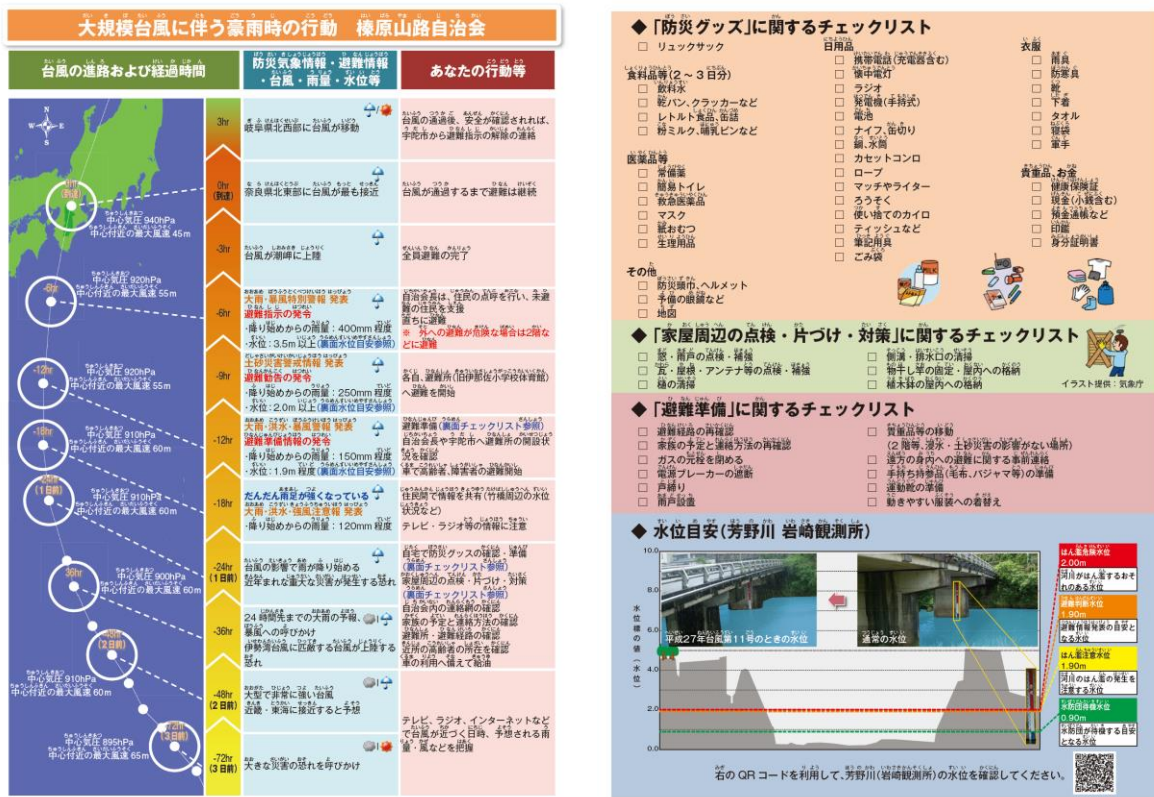 大規模台風に伴う豪雨時の行動 榛原山路自治会
台風の進路および経過時間
防災気象情報・避難情報
・台風・雨量・水位等
あなたの行動等
N
W
E
S
0hr
(到達)
中心気圧 940hPa
中心付近の最大風速 45m
中心気圧 920hPa
-6hr
中心付近の最大風速 55m
-12hr
中心気圧 920hPa
中心付近の最大風速 55m
-18hr
中心気圧 910hPa
中心付近の最大風速 60m
(1日前)
中心気圧 910hPa
中心付近の最大風速 60m
36hr
中心気圧 900hPa
中心付近の最大風速 60m
-48hr
(2日前)
中心気圧 910hPa
中心付近の最大風速 60m
-72hr
(3日前)
中心気圧 895hPa
中心付近の最大風速 65m
3hr
岐阜県北西部に台風が移動
台風の通過後、安全が確認されれば、
宇陀市から避難指示の解除の連絡
0hr
(到達)
奈良県北東部に台風が最も接近
台風が通過するまで避難は継続
-3hr
台風が潮岬に上陸
全員避難の完了
-6hr
大雨・暴風特別警報 発表
避難指示の発令
・降り始めからの雨量:400mm 程度
・水位:3.5m 以上(裏面水位目安参照)
自治会長は、住民の点呼を行い、未避
難の住民を支援
直ちに避難
※ 外への避難が危険な場合は2階な
どに避難
-9hr
土砂災害警戒情報 発表
避難勧告の発令
・降り始めからの雨量:250mm 程度
・水位:2.0m 以上(裏面水位目安参照)
各自、避難所(旧伊那佐小学校体育館)
へ避難を開始
-12hr
大雨・洪水・暴風警報 発表
避難準備情報の発令
・降り始めからの雨量:150mm 程度
・水位:1.9m 程度(裏面水位目安参照)
避難準備(裏面チェックリスト参照)
自治会長や宇陀市へ避難所の開設状
況を確認
車で高齢者、障害者の避難開始
-18hr
だんだん雨足が強くなっている
大雨・洪水・強風注意報 発表
・降り始めからの雨量:120mm 程度
住民間で情報を共有(竹橋周辺の水位
状況など)
テレビ・ラジオ等の情報に注意
-24hr
(1日前)
台風の影響で雨が降り始める
近年まれな重大な災害が発生する恐れ
自宅で防災グッズの確認・準備
(裏面チェックリスト参照)
家屋周辺の点検・片づけ・対策
(裏面チェックリスト参照)
-36hr
24 時間先までの大雨の予報、
暴風への呼びかけ
伊勢湾台風に匹敵する台風が上陸する
恐れ
自治会内の連絡網の確認
家族の予定と連絡方法の確認
避難所・避難経路の確認
近所の高齢者の所在を確認
車の利用へ備えて給油
-48hr
(2日前)
大型で非常に強い台風
近畿・東海に接近すると予想
-72hr
(3日前)
大きな災害の恐れを呼びかけ
テレビ、ラジオ、インターネットなど
で台風が近づく日時、予想される雨
量・風などを把握
◆「防災グッズ」に関するチェックリスト
□ リュックサック
食料品等(2~3日分)
□ 飲料水
□ 乾パン、クラッカーなど
□ レトルト食品、缶詰
□ 粉ミルク、哺乳ビンなど
医薬品等
□ 常備薬
□ 簡易トイレ
□ 救急医薬品
□ マスク
□ 紙おむつ
□ 生理用品
その他
□ 防災頭巾、ヘルメット
□ 予備の眼鏡など
□ 地図
日用品
□ 携帯電話(充電器含む)
□ 懐中電灯
□ ラジオ
□ 発電機(手持式)
□ 電池
□ ナイフ、缶切り
□ 鍋、水筒
□ カセットコンロ
□ ロープ
□ マッチやライター
□ ろうそく
□ 使い捨てのカイロ
□ ティッシュなど
□ 筆記用具
□ ごみ袋
衣服
□ 雨具
□ 防寒具
□ 靴
□ 下着
□ タオル
□ 寝袋
□ 軍手
貴重品、お金
□ 健康保険証
□ 現金(小銭含む)
□ 預金通帳など
□ 印鑑
□ 身分証明書
◆「家屋周辺の点検・片づけ・対策」に関するチェックリスト
□ 窓・雨戸の点検・補強
□ 瓦・屋根・アンテナ等の点検・補強
□ 樋の清掃
□ 側溝・排水口の清掃
□ 物干し竿の固定・屋内への格納
□ 植木鉢の屋内への格納
イラスト提供:気象庁
◆「避難準備」に関するチェックリスト
□ 避難経路の再確認
□ 家族の予定と連絡方法の再確認
□ ガスの元栓を閉める
□ 電源ブレーカーの遮断
□ 戸締り
□ 雨戸設置
□ 貴重品等の移動
(2階等、浸水・土砂災害の影響がない場所)
□ 遠方の身内への避難に関する事前連絡
□ 手持ち持参品(毛布、パジャマ等)の準備
□ 運動靴の準備
□ 動きやすい服装への着替え
◆ 水位目安(芳野川 岩崎観測所)
水位標の値(水位)
10.0
8.0
6.0
4.0
2.0
0.0
平成27年台風第11号のときの水位
通常の水位
はん濫危険水位
2.00m
河川がはん濫するおそ
れのある水位
避難判断水位
1.90m
避難情報発表の目安と
なる水位
はん濫注意水位
1.90m
河川のはん濫の発生を
注意する水位
水防団待機水位
0.90m
水防団が待機する目安
となる水位
右の QR コードを利用して、芳野川(岩崎観測所)の水位を確認してください。